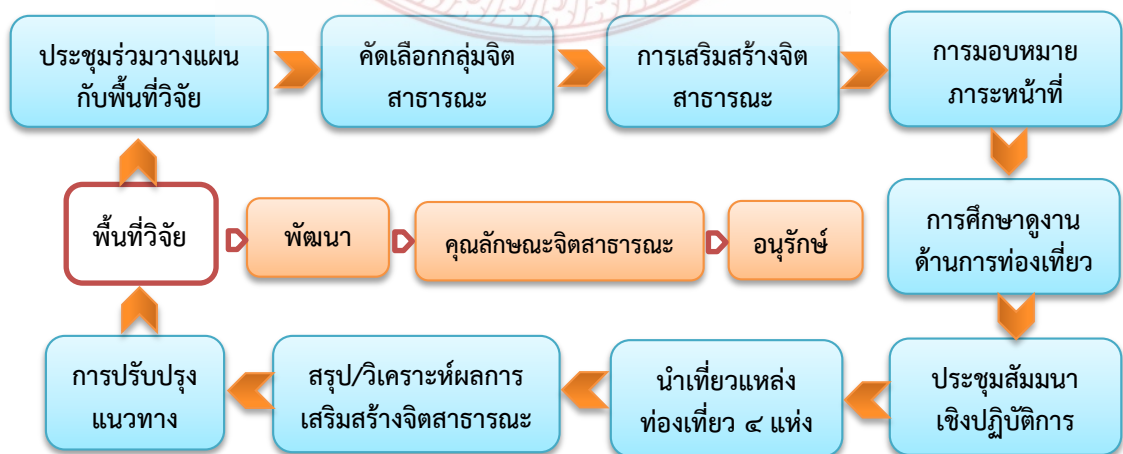 ประชุมร่วมวางแผน
กับพื้นที่วิจัย
คัดเลือกกลุ่มจิต
สาธารณะ
การเสริมสร้างจิต
สาธารณะ
การมอบหมาย
ภาระหน้าที่
พื้นที่วิจัย
พัฒนา
คุณลักษณะจิตสาธารณะ
อนุรักษ์
การศึกษาดูงาน
ด้านการท่องเที่ยว
การปรับปรุง
แนวทาง
สรุป/วิเคราะห์ผลการ
เสริมสร้างจิตสาธารณะ
นำเที่ยวแหล่ง
ท่องเที่ยว ๔ แห่ง
ประชุมสัมมนา
เชิงปฏิบัติการ